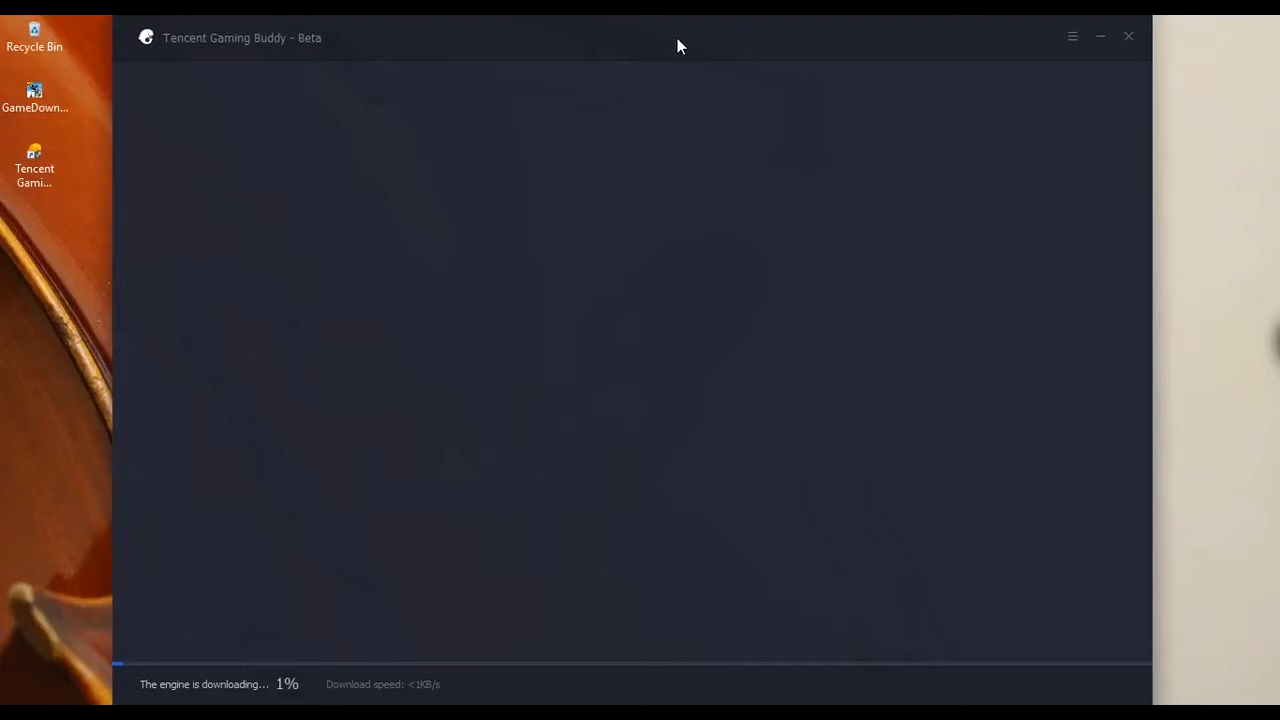 Recycle Bin
GameDown...
Tencent
Gami...
Tencent Gaming Buddy - Beta
The engine is downloading... 1% Download speed: <1KB/s